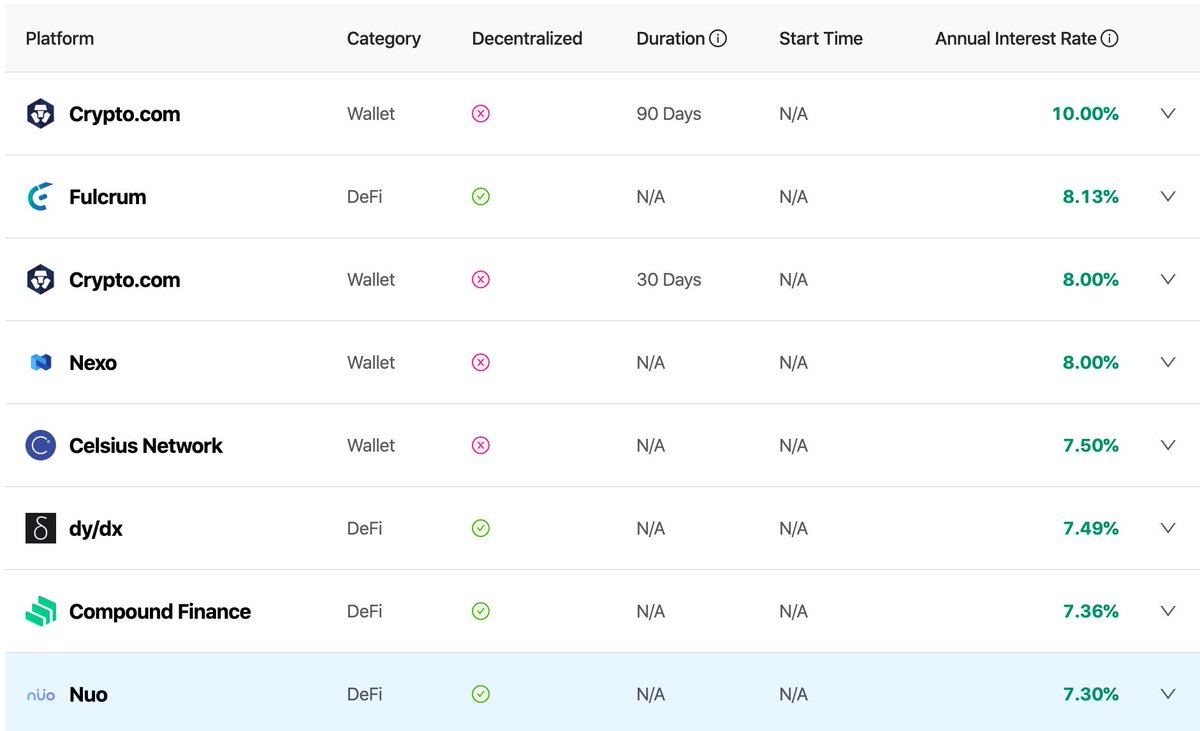 Platform Category Decentralized Duration Start Time Annual Interest Rate
Crypto.com Wallet 90 Days N/A 10.00%
Fulcrum DeFi N/A N/A 8.13%
Crypto.com Wallet 30 Days N/A 8.00%
Nexo Wallet N/A N/A 8.00%
Celsius Network Wallet N/A N/A 7.50%
dy/dx DeFi N/A N/A 7.49%
Compound Finance DeFi N/A N/A 7.36%
nüo Nuo DeFi N/A N/A 7.30%